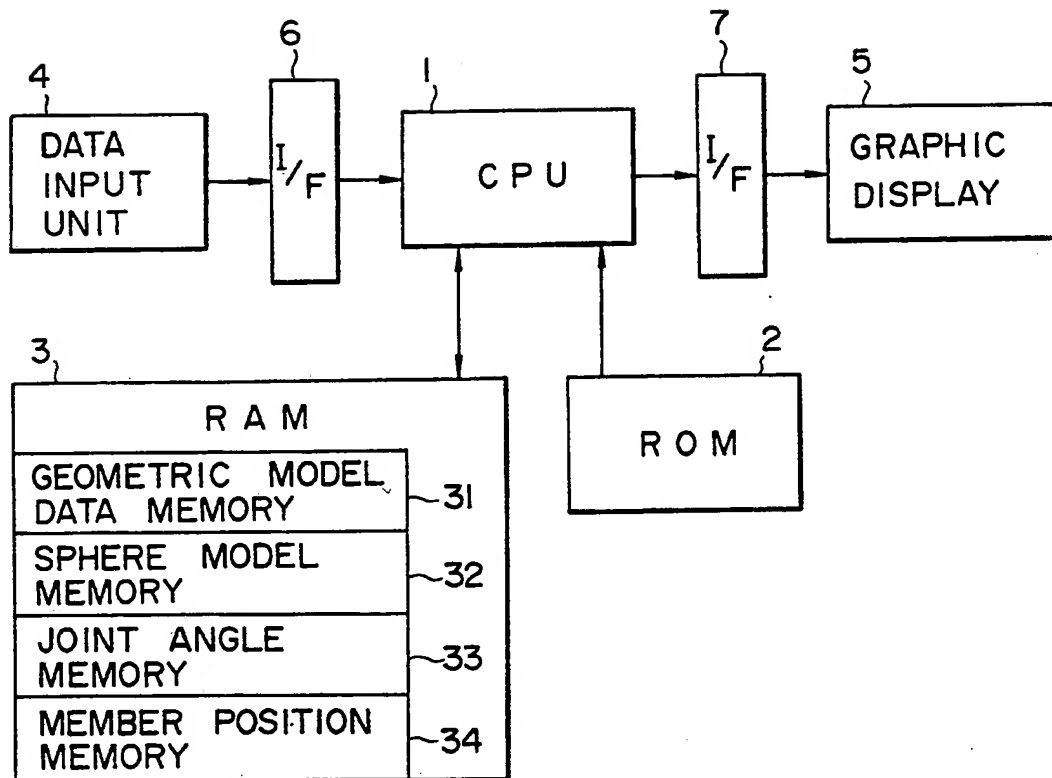 6
7
4
1
5
DATA
INPUT
UNIT
I/F
CPU
I/F
GRAPHIC
DISPLAY
3
2
RAM
ROM
GEOMETRIC MODEL
DATA MEMORY
31
SPHERE MODEL
MEMORY
32
JOINT ANGLE
MEMORY
33
MEMBER POSITION
MEMORY
34